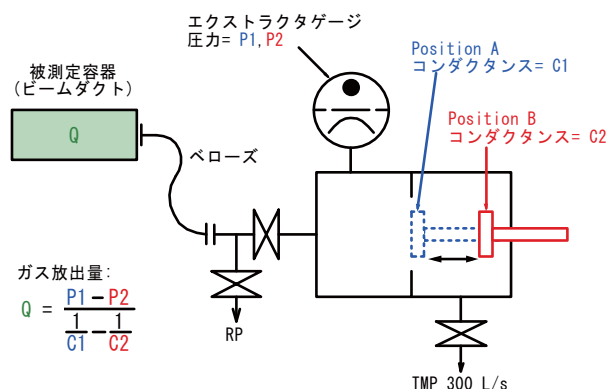 エクストラクタゲージ
圧力= P1,P2
Position A
コンダクタンス= C1
被測定容器
(ビームダクト)
Position B
コンダクタンス= C2
Q
ベローズ
ガス放出量:
Q = P1-P2
1 - 1
C1 C2
RP
TMP 300 L/s